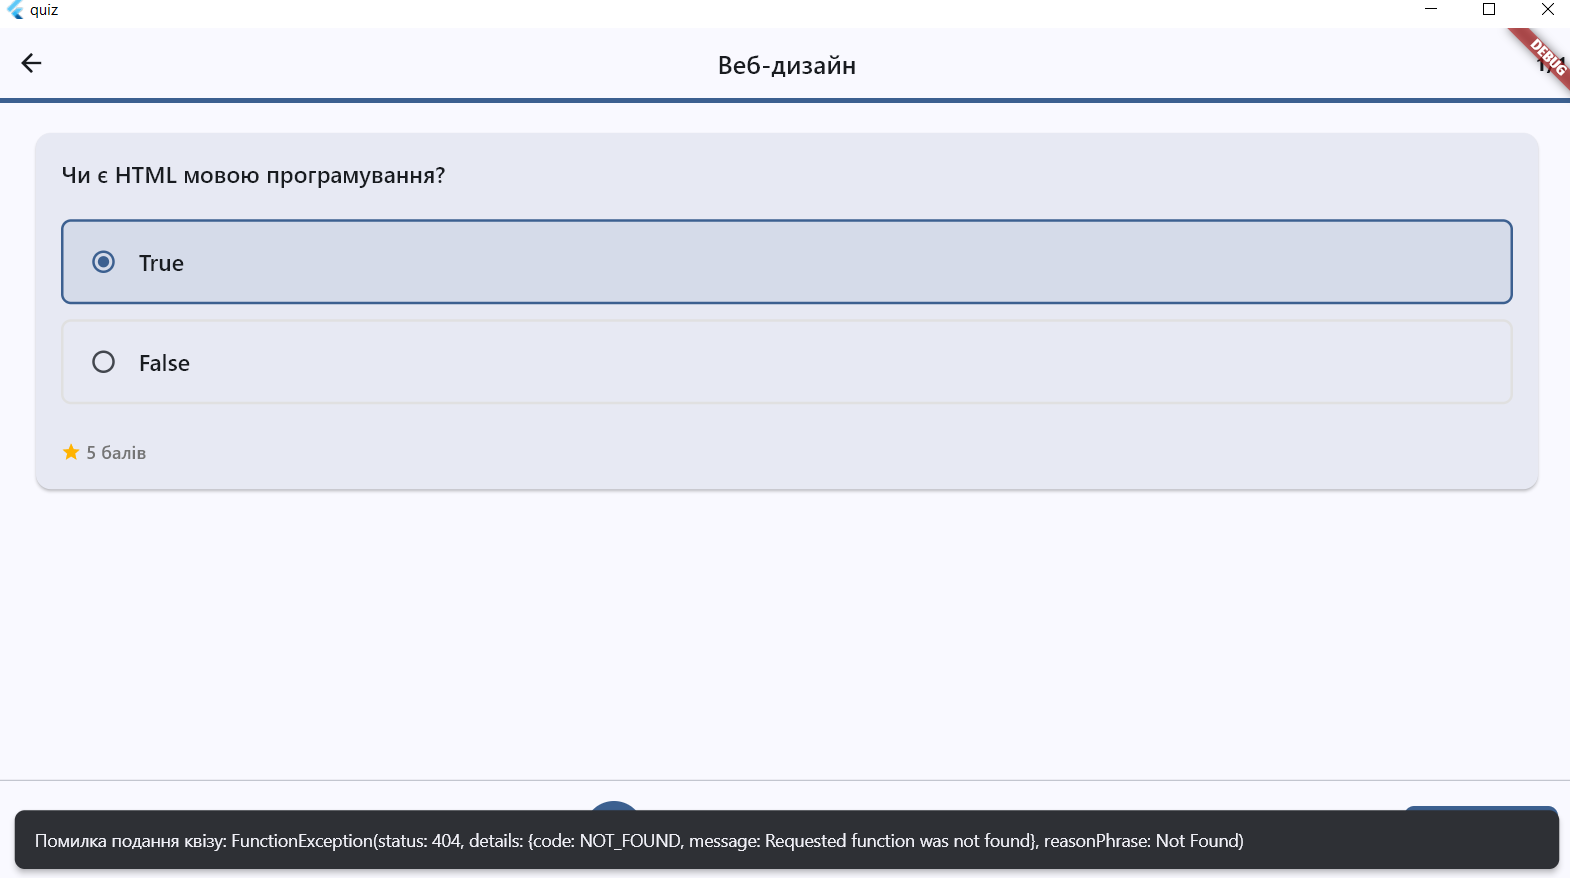 quiz
Веб-дизайн
DEBUG
Чи є HTML мовою програмування?
True
False
5 балів
Помилка подання квізу: FunctionException(status: 404, details: {code: NOT_FOUND, message: Requested function was not found}, reasonPhrase: Not Found)